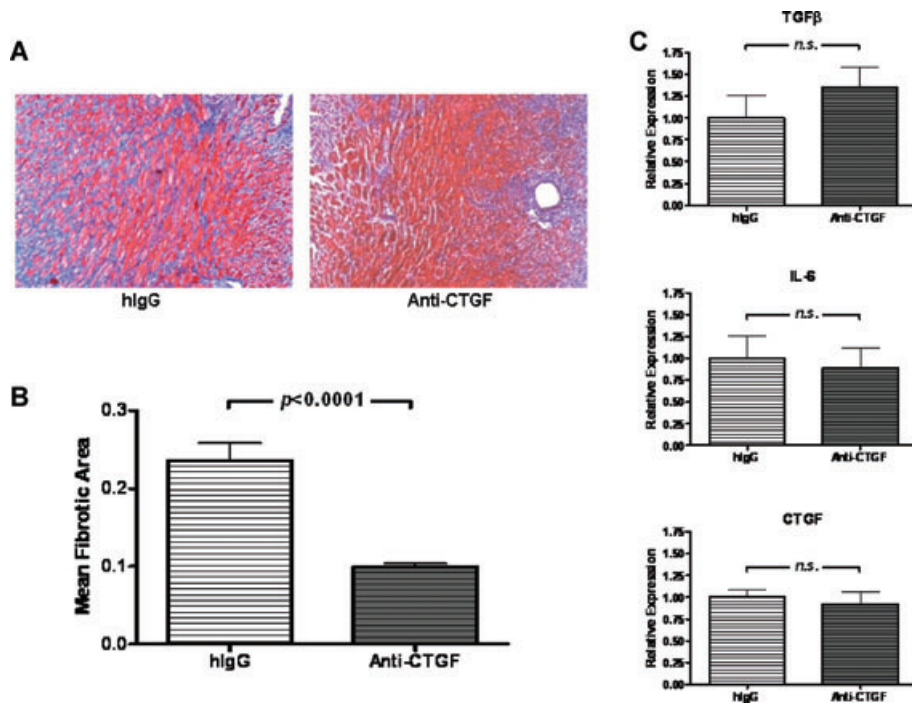 A
hIgG
Anti-CTGF
B
p<0.0001
Mean Fibrotic Area
0.3
0.2
0.1
0.0
hIgG
Anti-CTGF
C
TGFβ
n.s.
Relative Expression
1.75
1.50
1.25
1.00
0.75
0.50
0.25
0.00
hIgG
Anti-CTGF
IL-6
n.s.
Relative Expression
1.75
1.50
1.25
1.00
0.75
0.50
0.25
0.00
hIgG
Anti-CTGF
CTGF
n.s.
Relative Expression
1.75
1.50
1.25
1.00
0.75
0.50
0.25
0.00
hIgG
Anti-CTGF